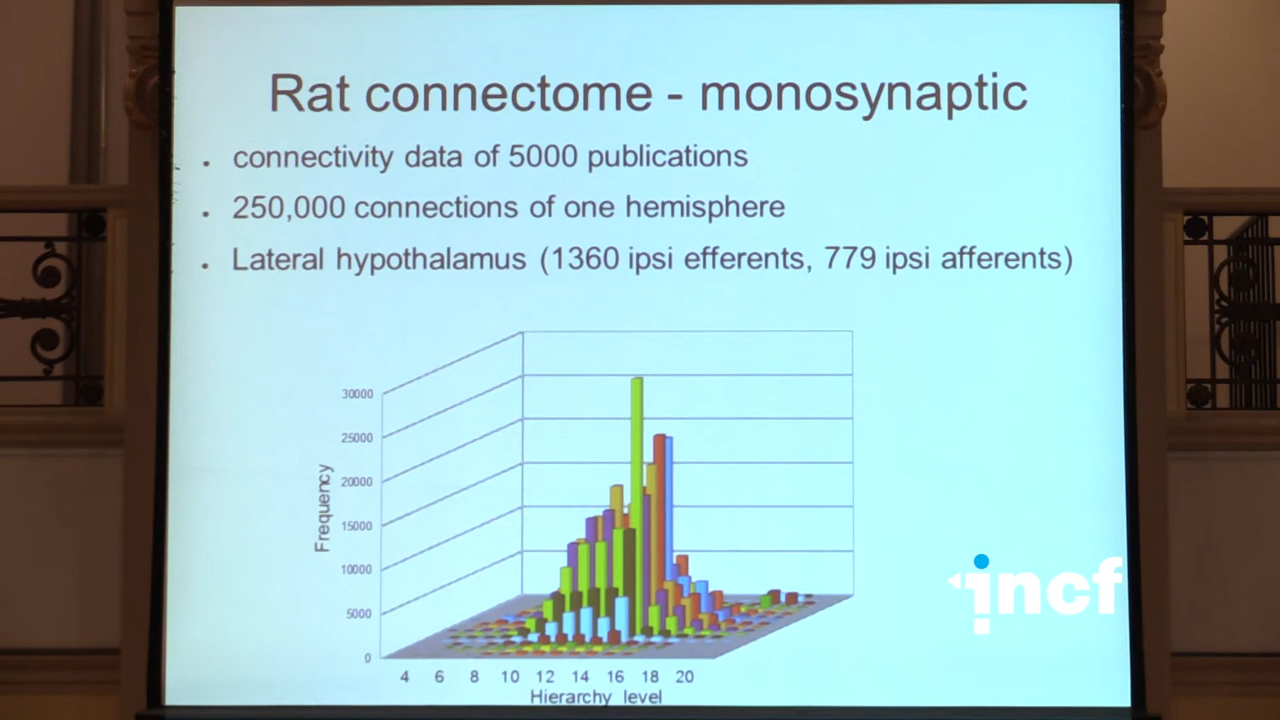 Rat connectome - monosynaptic
connectivity data of 5000 publications
250,000 connections of one hemisphere
Lateral hypothalamus (1360 ipsi efferents, 779 ipsi afferents)
30000
25000
20000
15000
10000
5000
0
Frequency
4 6 8 10 12 14 16 18 20
Hierarchy level
incf